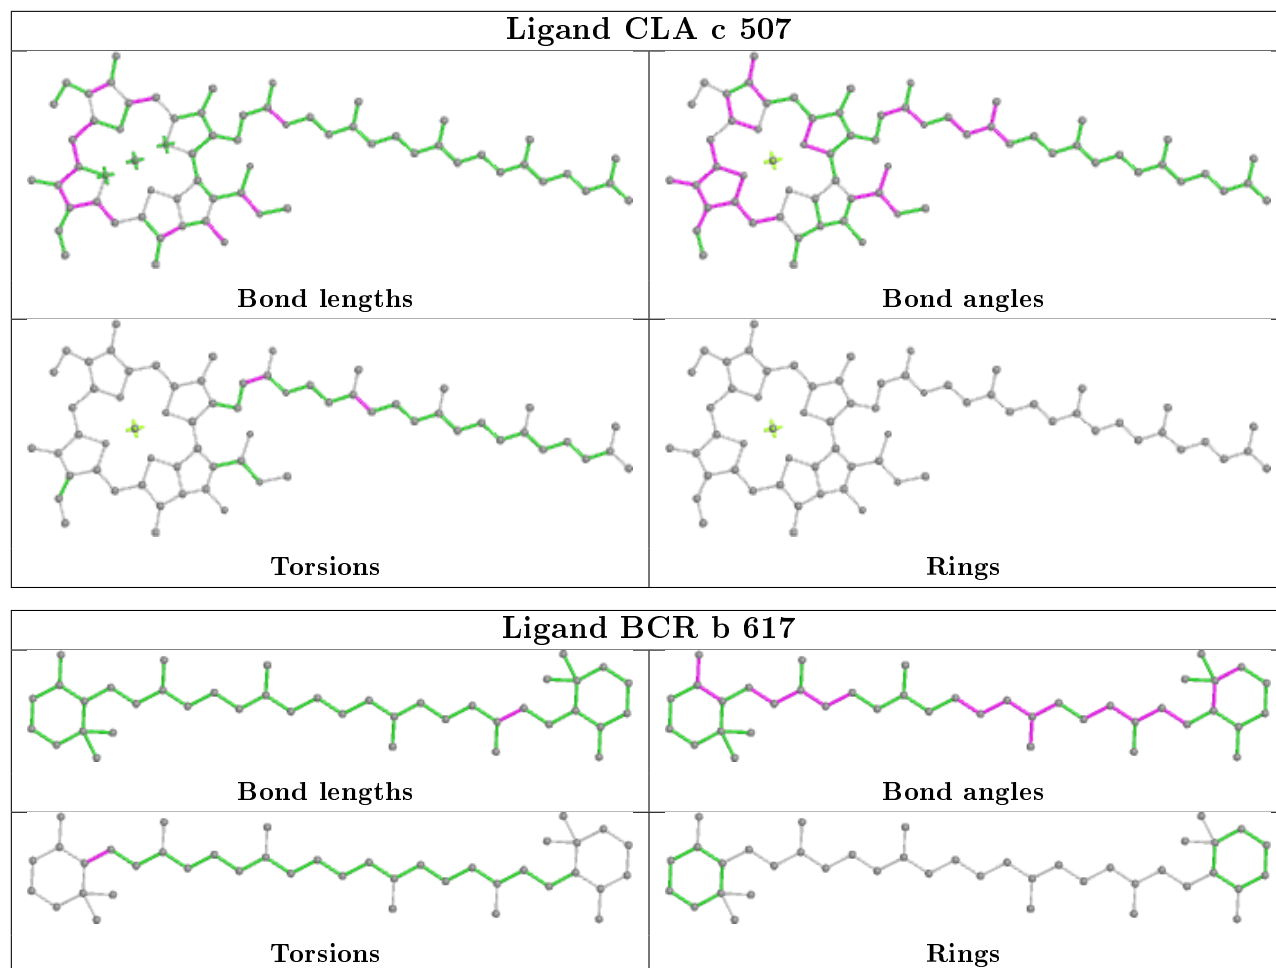 Ligand CLA c 507
Bond lengths
Bond angles
Torsions
Rings
Ligand BCR b 617
Bond lengths
Bond angles
Torsions
Rings